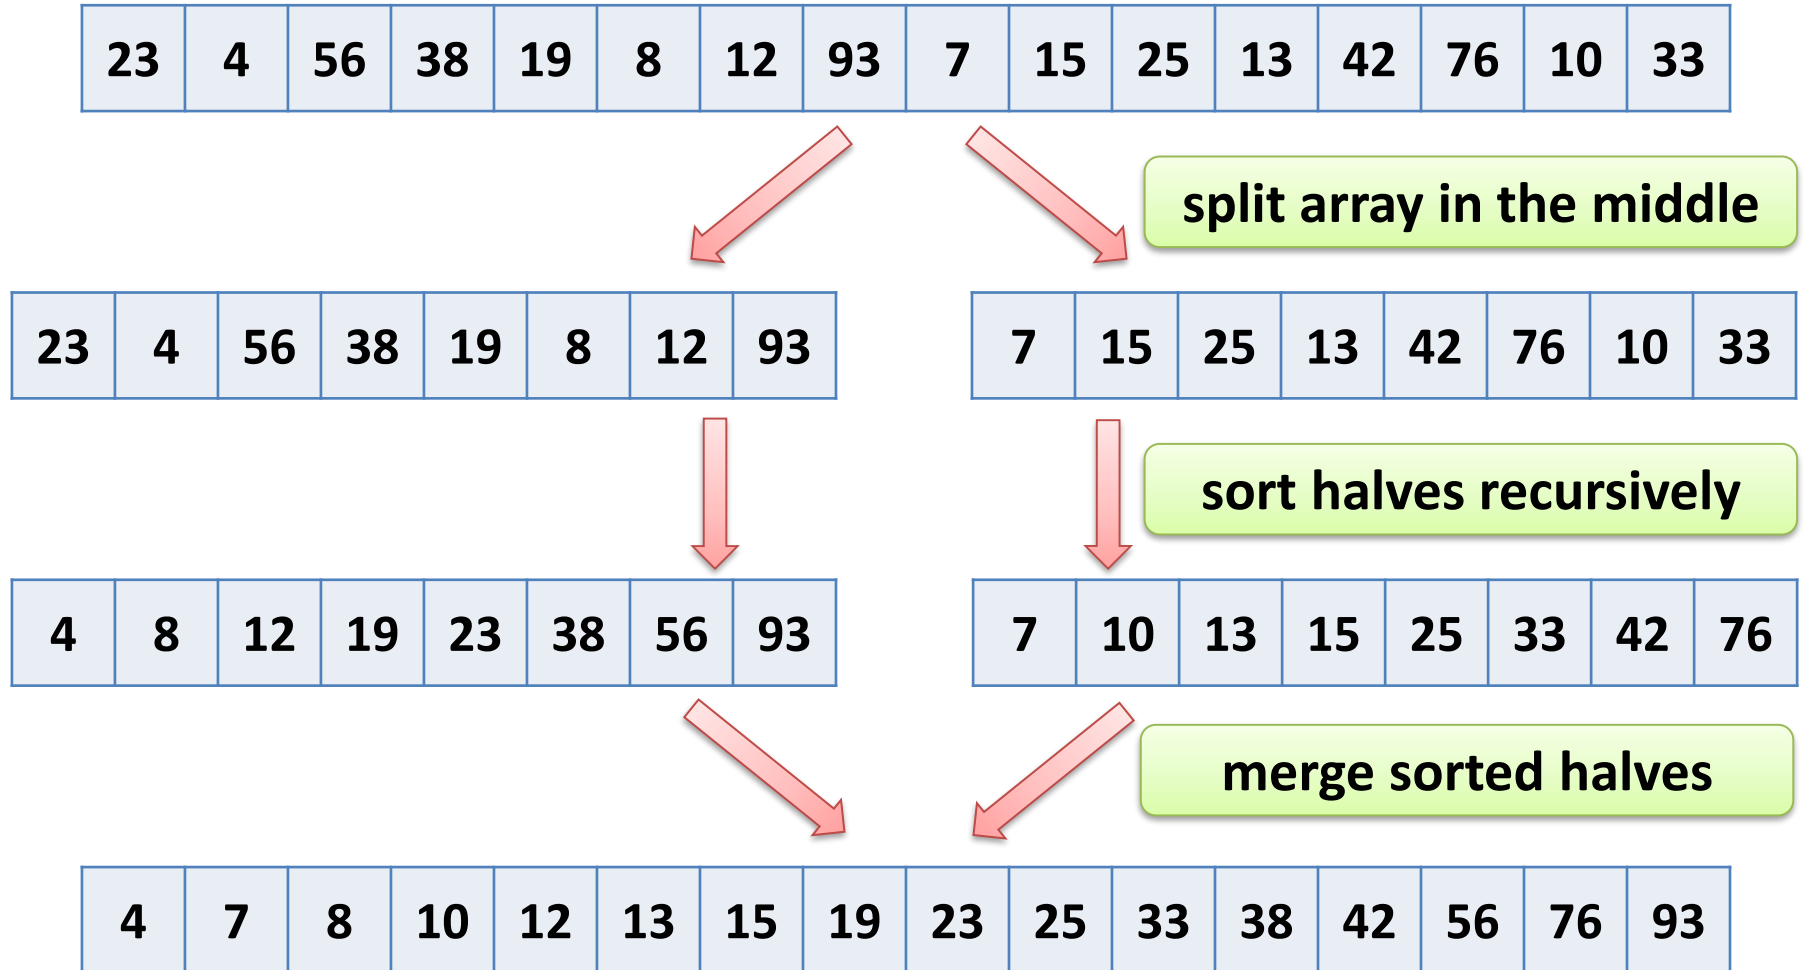 23 4 56 38 19 8 12 93 7 15 25 13 42 76 10 33
split array in the middle
23 4 56 38 19 8 12 93
7 15 25 13 42 76 10 33
sort halves recursively
4 8 12 19 23 38 56 93
7 10 13 15 25 33 42 76
merge sorted halves
4 7 8 10 12 13 15 19 23 25 33 38 42 56 76 93